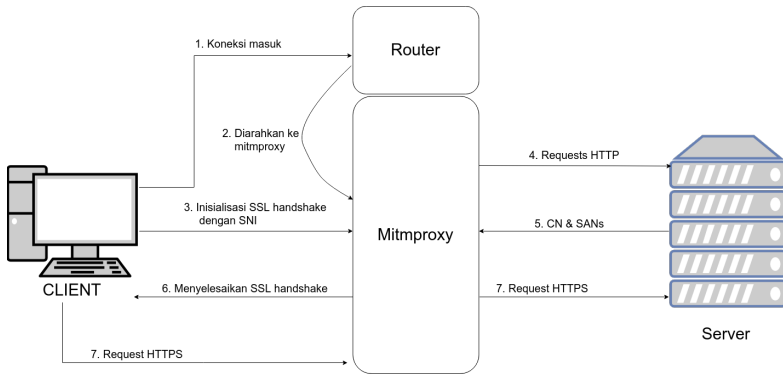 1. Koneksi masuk
Router
2. Diarahkan ke
mitmproxy
4. Requests HTTP
3. Inisialisasi SSL handshake
dengan SNI
Mitmproxy
5. CN & SANs
CLIENT
6. Menyelesaikan SSL handshake
7. Request HTTPS
Server
7. Request HTTPS